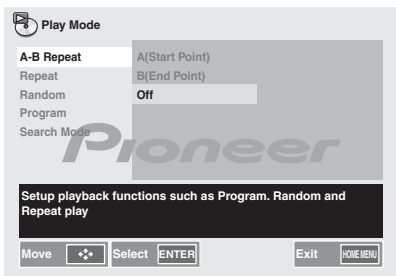 Play Mode
A-B Repeat A(Start Point)
Repeat B(End Point)
Random Off
Program
Search Mode
Pioneer
Setup playback functions such as Program. Random and
Repeat play
Move Select ENTER Exit HOME MENU